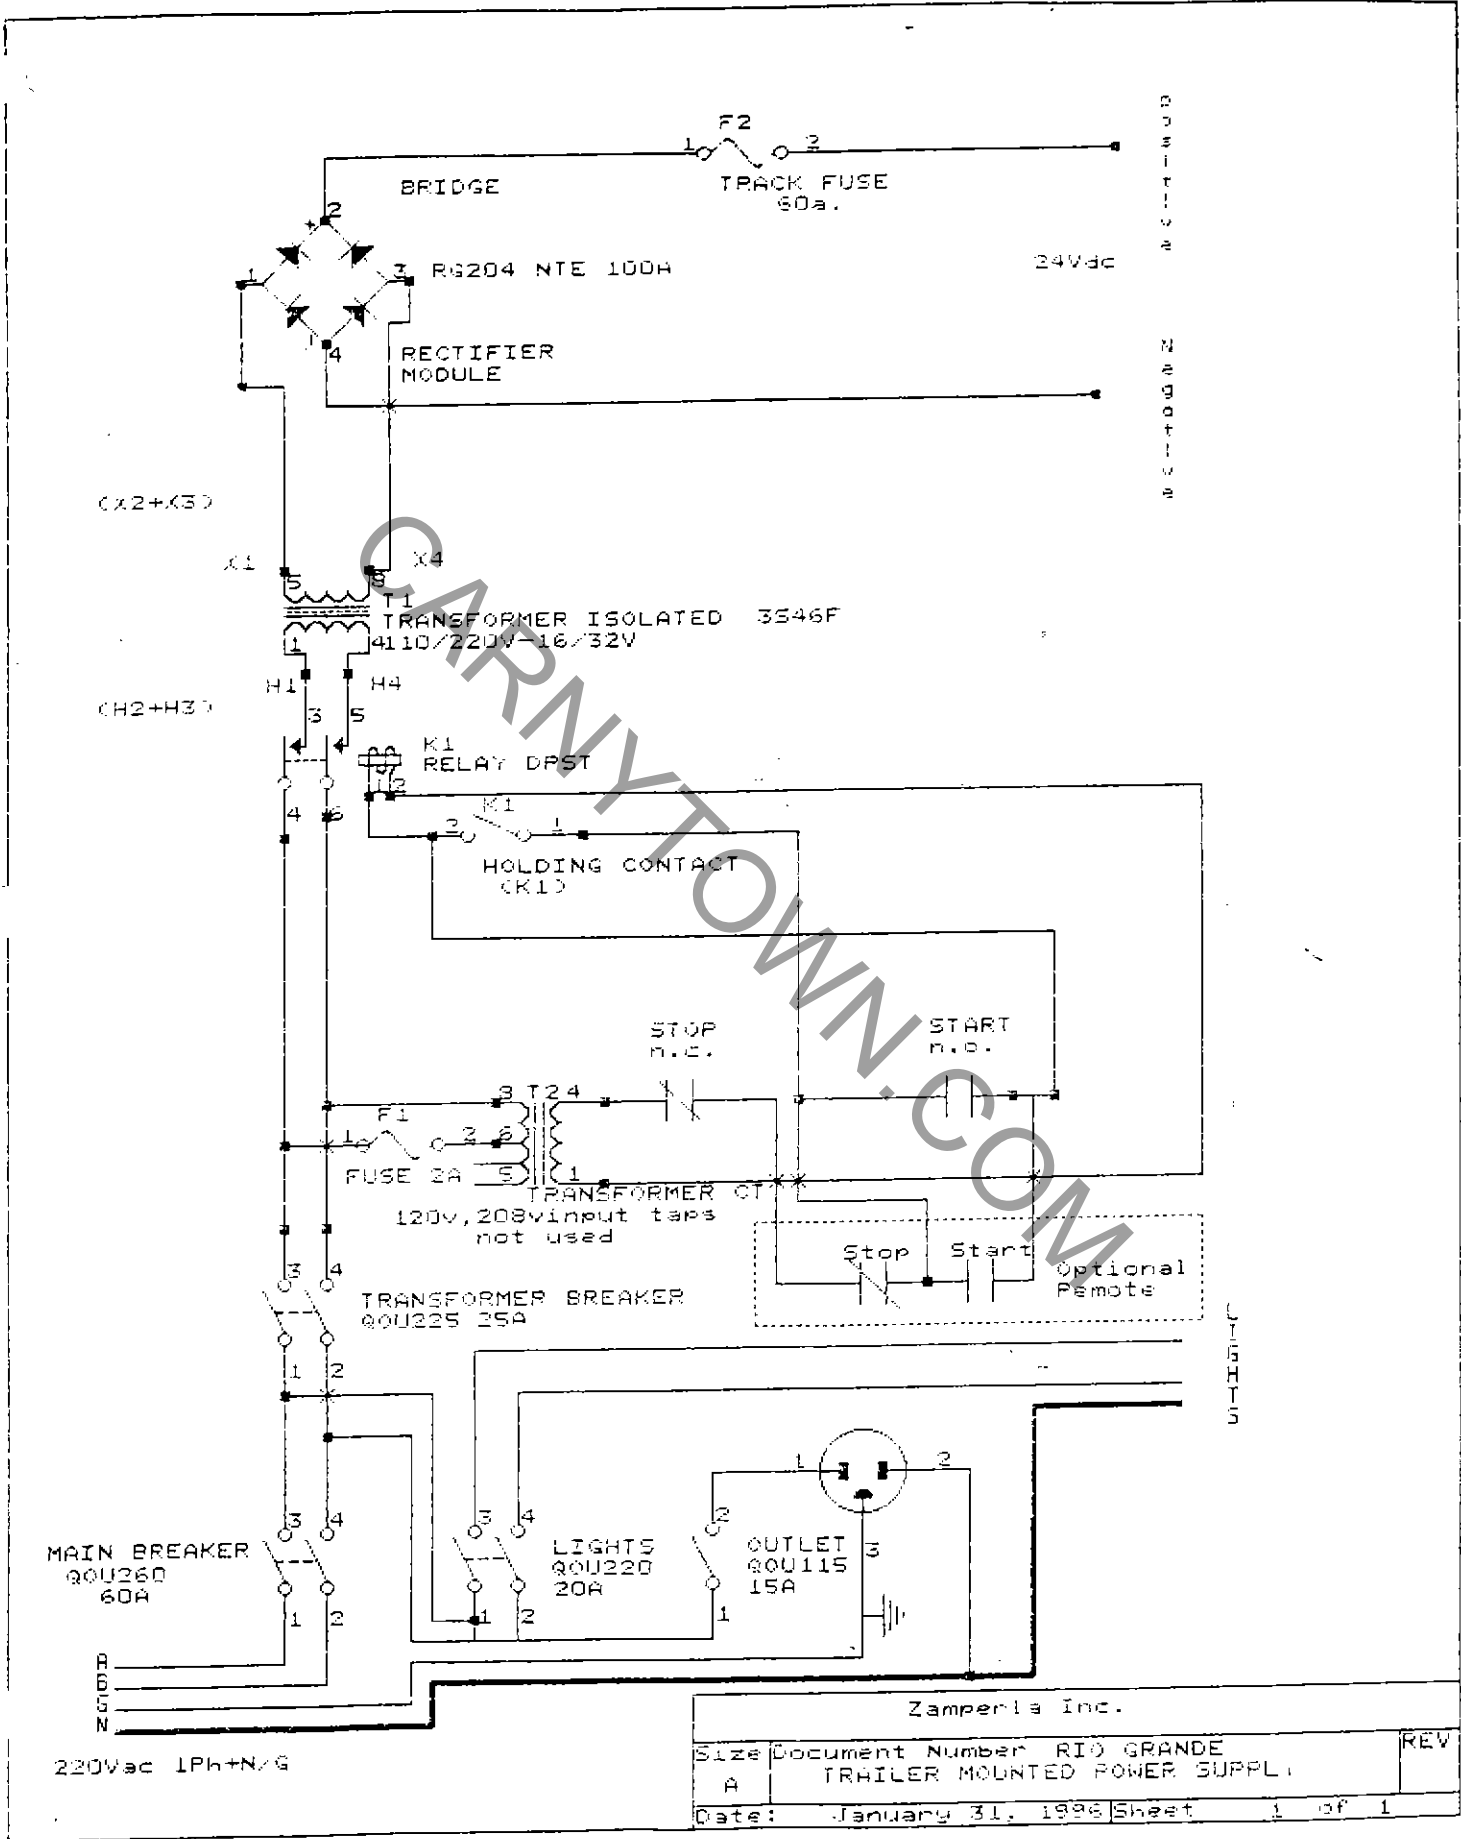 F2
1
2
TRACK FUSE
60a.
Positive
BRIDGE
2
+
1
3
RG204 NTE 100A
24Vdc
4
RECTIFIER
MODULE
Negative
(X2+X3)
X1
X4
5
8
T1
TRANSFORMER ISOLATED 3S46F
110/220V-16/32V
1
4
H1
H4
(H2+H3)
3
5
K1
RELAY DPST
1
2
4
6
K1
2
1
HOLDING CONTACT
(K1)
STOP
n.c.
START
n.o.
8
T2
4
F1
1
2
6
FUSE 2A
5
1
TRANSFORMER CT
120v,208vinput taps
not used
Stop
Start
Optional
Remote
3
4
TRANSFORMER BREAKER
QOU225 25A
1
2
LIGHTS
1
2
3
4
3
4
2
MAIN BREAKER
QOU260
60A
LIGHTS
QOU220
20A
OUTLET
QOU115
15A
3
1
2
1
2
1
A
B
G
N
220Vac 1Ph+N/G
Zamperla Inc.
Size
Document Number RIO GRANDE
REV
A
TRAILER MOUNTED POWER SUPPL
Date: January 31, 1996
Sheet 1 of 1
CARNYTOWN.COM